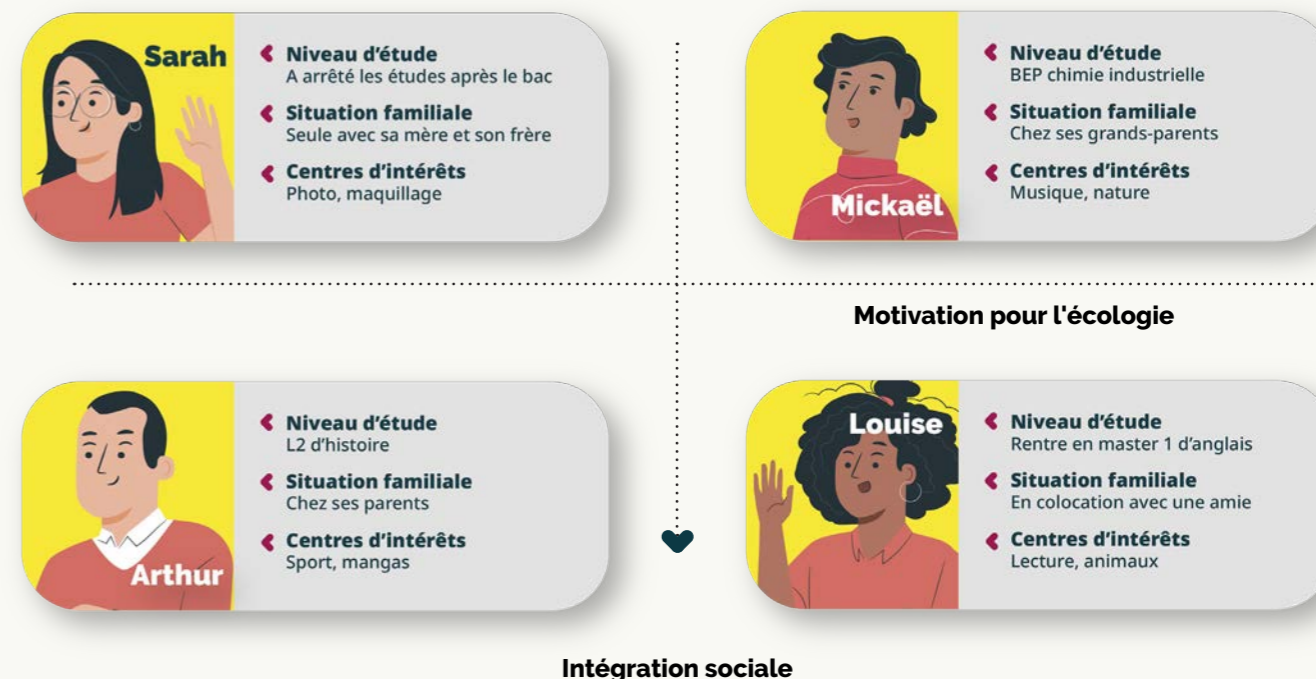 Sarah
Niveau d'étude
A arrêté les études après le bac
Situation familiale
Seule avec sa mère et son frère
Centres d'intérêts
Photo, maquillage
Mickaël
Niveau d'étude
BEP chimie industrielle
Situation familiale
Chez ses grands-parents
Centres d'intérêts
Musique, nature
Motivation pour l'écologie
Arthur
Niveau d'étude
L2 d'histoire
Situation familiale
Chez ses parents
Centres d'intérêts
Sport, mangas
Louise
Niveau d'étude
Rentre en master 1 d'anglais
Situation familiale
En colocation avec une amie
Centres d'intérêts
Lecture, animaux
Intégration sociale